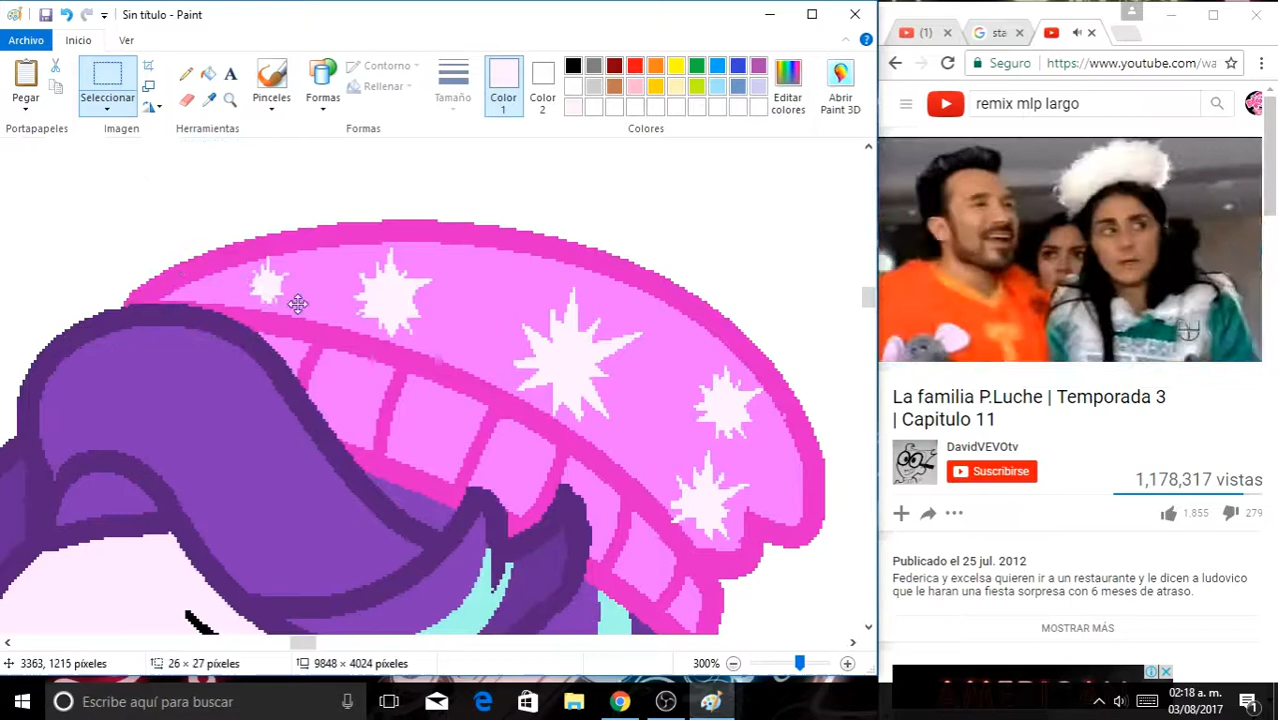 Sin título - Paint
Archivo
Inicio
Ver
Pegar
Seleccionar
Pinceles
Formas
Contorno
Rellenar
Tamaño
Color
1
Color
2
Editar
colores
Abrir
Paint 3D
Portapapeles
Imagen
Herramientas
Formas
Colores
3363, 1215 píxeles
26 × 27 píxeles
9848 × 4024 píxeles
300%
(1)
sta
Seguro
https://www.youtube.com/wa
remix mlp largo
La familia P.Luche | Temporada 3
| Capitulo 11
DavidVEVOtv
Suscribirse
1,178,317 vistas
1,855
279
Publicado el 25 jul. 2012
Federica y excelsa quieren ir a un restaurante y le dicen a ludovico
que le haran una fiesta sorpresa con 6 meses de atraso.
MOSTRAR MÁS
Escribe aquí para buscar
02:18 a. m.
03/08/2017